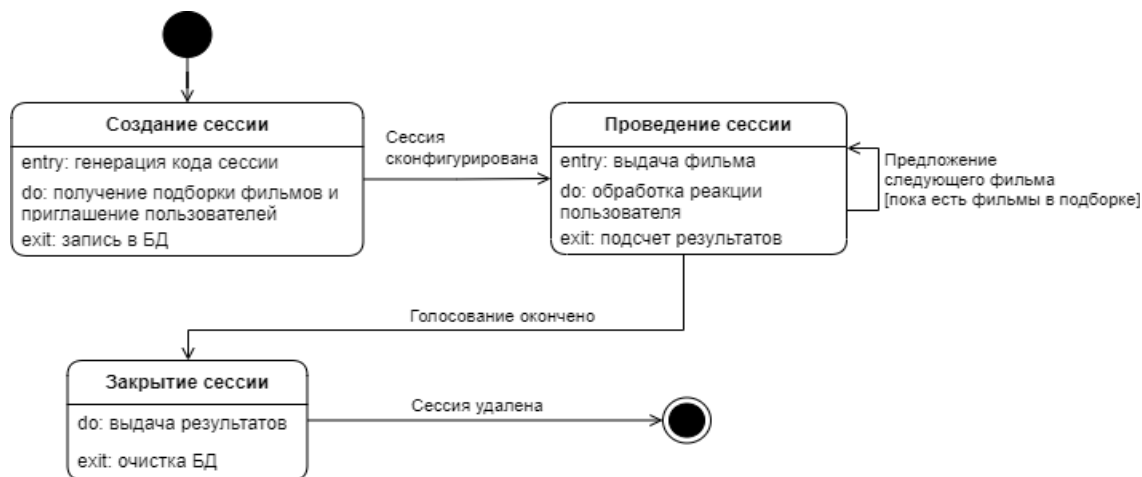 Создание сессии
entry: генерация кода сессии
do: получение подборки фильмов и
приглашение пользователей
exit: запись в БД
Сессия
сконфигурирована
Проведение сессии
entry: выдача фильма
do: обработка реакции
пользователя
exit: подсчет результатов
Предложение
следующего фильма
[пока есть фильмы в подборке]
Голосование окончено
Закрытие сессии
do: выдача результатов
exit: очистка БД
Сессия удалена